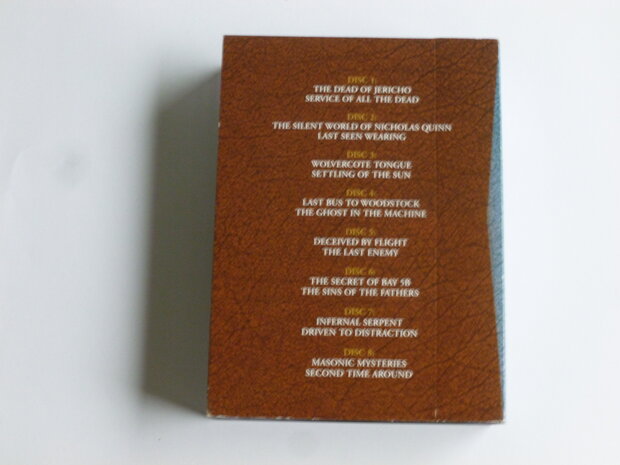 DISC 1:
THE DEAD OF JERICHO
SERVICE OF ALL THE DEAD
DISC 2:
THE SILENT WORLD OF NICHOLAS QUINN
LAST SEEN WEARING
DISC 3:
WOLVERCOTE TONGUE
SETTLING OF THE SUN
DISC 4:
LAST BUS TO WOODSTOCK
THE GHOST IN THE MACHINE
DISC 5:
DECEIVED BY FLIGHT
THE LAST ENEMY
DISC 6:
THE SECRET OF BAY 5B
THE SINS OF THE FATHERS
DISC 7:
INFERNAL SERPENT
DRIVEN TO DISTRACTION
DISC 8:
MASONIC MYSTERIES
SECOND TIME AROUND